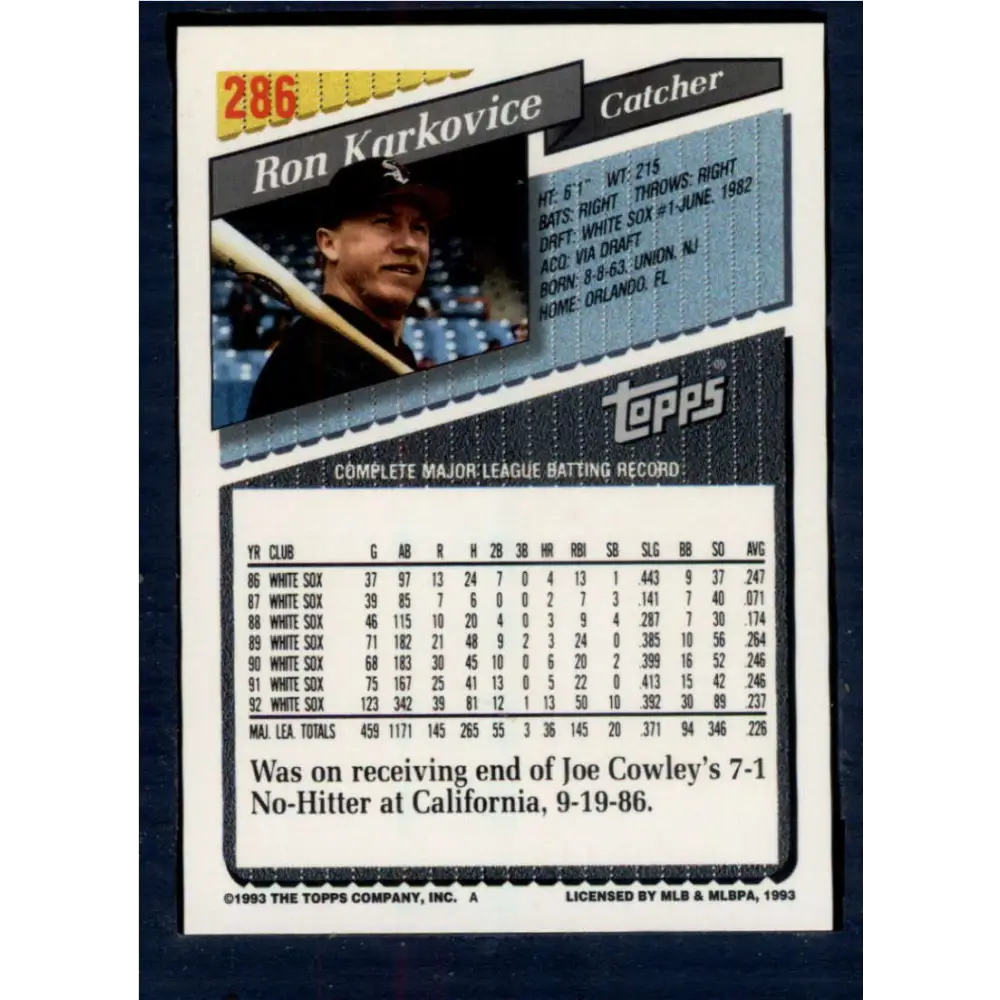 286
Ron Karkovice
Catcher
HT: 6'1" WT: 215
BATS: RIGHT THROWS: RIGHT
DRFT: WHITE SOX #1-JUNE, 1982
ACQ: VIA DRAFT
BORN: 8-8-63, UNION, NJ
HOME: ORLANDO, FL
Topps®
COMPLETE MAJOR LEAGUE BATTING RECORD
YR CLUB G AB R H 2B 3B HR RBI SB SLG BB SO AVG
86 WHITE SOX 37 97 13 24 7 0 4 13 1 .443 9 37 .247
87 WHITE SOX 39 85 7 6 0 0 2 7 3 .141 7 40 .071
88 WHITE SOX 46 115 10 20 4 0 3 9 4 .287 7 30 .174
89 WHITE SOX 71 182 21 48 9 2 3 24 0 .385 10 56 .264
90 WHITE SOX 68 183 30 45 10 0 6 20 2 .399 16 52 .246
91 WHITE SOX 75 167 25 41 13 0 5 22 0 .413 15 42 .246
92 WHITE SOX 123 342 39 81 12 1 13 50 10 .392 30 89 .237
MAJ. LEA. TOTALS 459 1171 145 265 55 3 36 145 20 .371 94 346 .226
Was on receiving end of Joe Cowley's 7-1
No-Hitter at California, 9-19-86.
©1993 THE TOPPS COMPANY, INC. A
LICENSED BY MLB & MLBPA, 1993